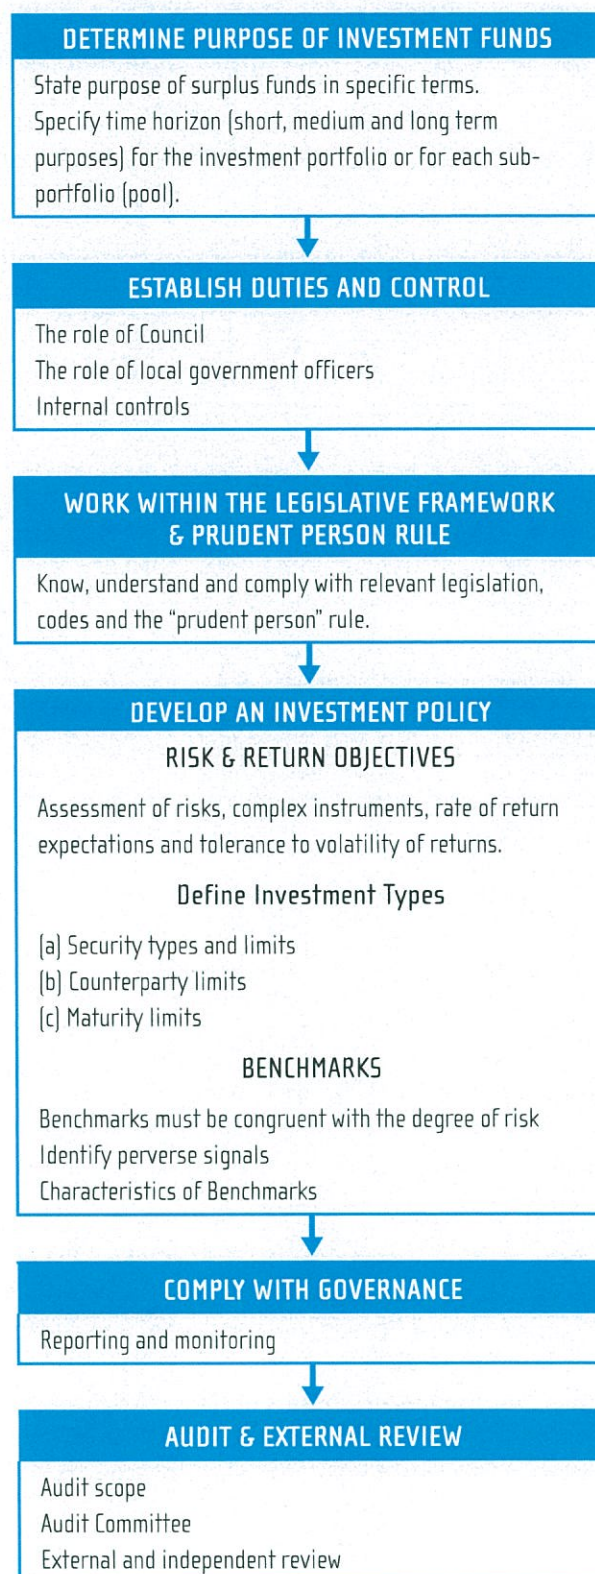 DETERMINE PURPOSE OF INVESTMENT FUNDS
State purpose of surplus funds in specific terms.
Specify time horizon (short, medium and long term
purposes) for the investment portfolio or for each sub-
portfolio (pool).
ESTABLISH DUTIES AND CONTROL
The role of Council
The role of local government officers
Internal controls
WORK WITHIN THE LEGISLATIVE FRAMEWORK
& PRUDENT PERSON RULE
Know, understand and comply with relevant legislation,
codes and the “prudent person” rule.
DEVELOP AN INVESTMENT POLICY
RISK & RETURN OBJECTIVES
Assessment of risks, complex instruments, rate of return
expectations and tolerance to volatility of returns.
Define Investment Types
(a) Security types and limits
(b) Counterparty limits
(c) Maturity limits
BENCHMARKS
Benchmarks must be congruent with the degree of risk
Identify perverse signals
Characteristics of Benchmarks
COMPLY WITH GOVERNANCE
Reporting and monitoring
AUDIT & EXTERNAL REVIEW
Audit scope
Audit Committee
External and independent review